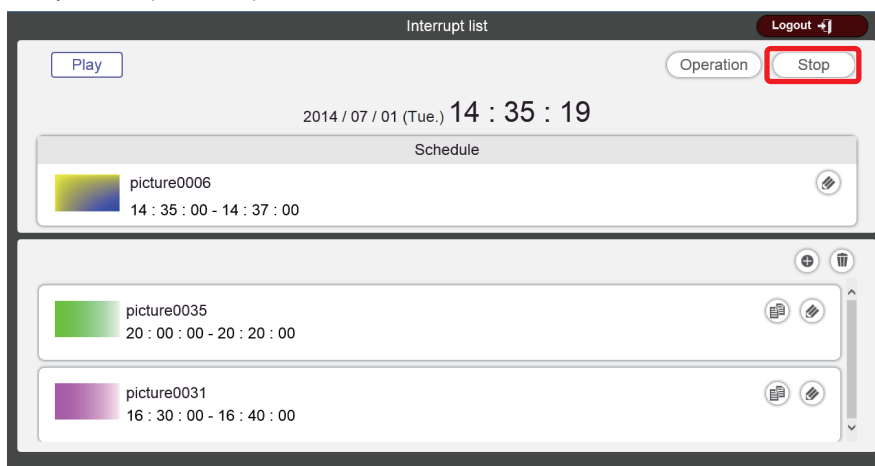 Interrupt list
Logout
Play
Operation
Stop
2014 / 07 / 01 (Tue.) 14 : 35 : 19
Schedule
picture0006
14 : 35 : 00 - 14 : 37 : 00
picture0035
20 : 00 : 00 - 20 : 20 : 00
picture0031
16 : 30 : 00 - 16 : 40 : 00